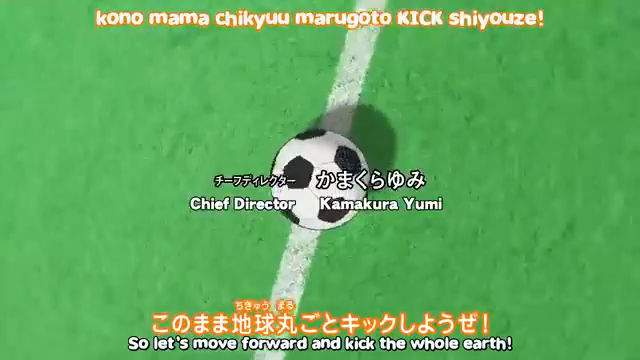 kono mama chikyuu marugoto KICK shiyouze!
チーフディレクター かまくらゆみ
Chief Director Kamakura Yumi
ちきゅう まる
このまま地球丸ごとキックしようぜ!
So let's move forward and kick the whole earth!